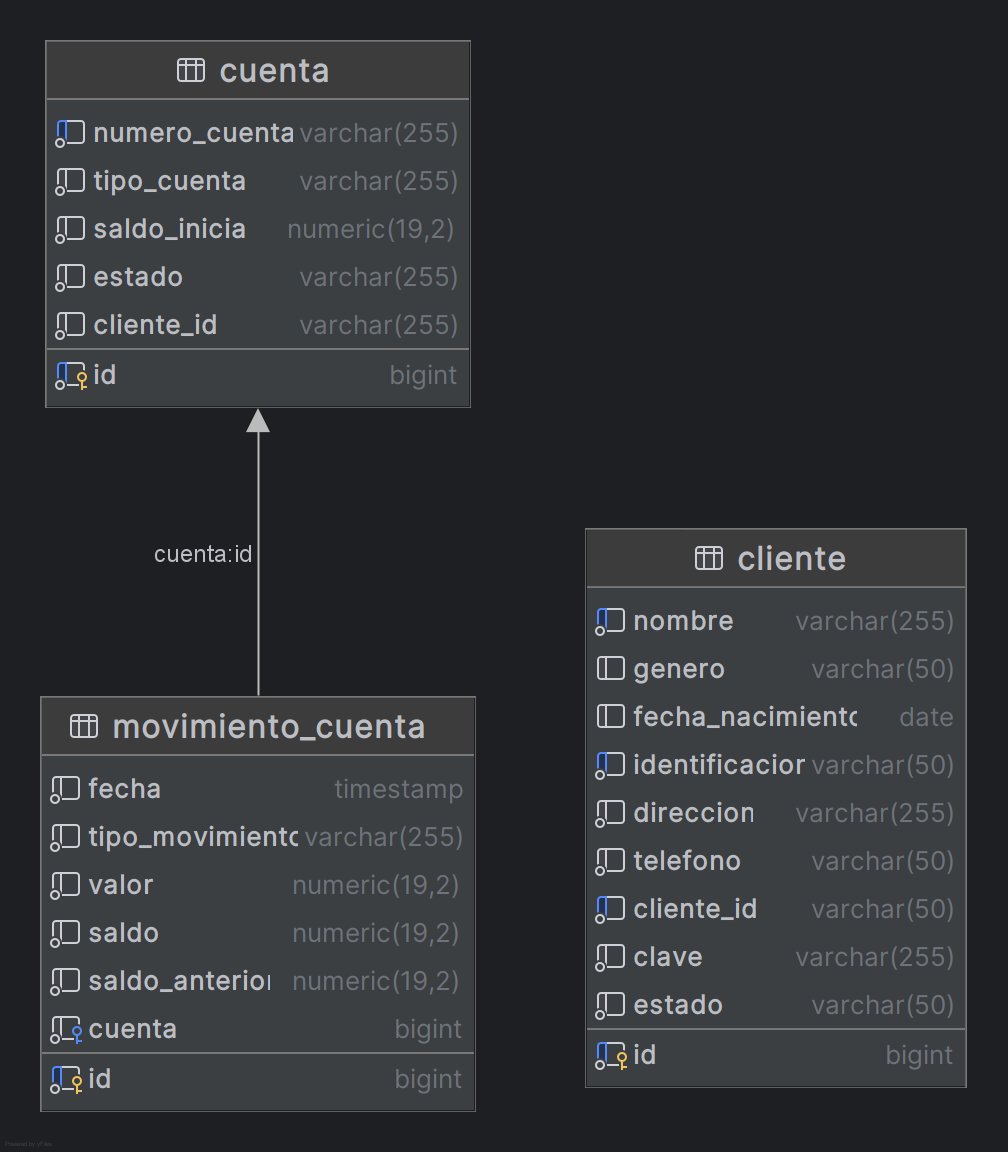 cuenta
numero_cuenta varchar(255)
tipo_cuenta varchar(255)
saldo_inicia numeric(19,2)
estado varchar(255)
cliente_id varchar(255)
id bigint
cuenta:id
movimiento_cuenta
fecha timestamp
tipo_movimiento varchar(255)
valor numeric(19,2)
saldo numeric(19,2)
saldo_anterior numeric(19,2)
cuenta bigint
id bigint
cliente
nombre varchar(255)
genero varchar(50)
fecha_nacimiento date
identificacion varchar(50)
direccion varchar(255)
telefono varchar(50)
cliente_id varchar(50)
clave varchar(255)
estado varchar(50)
id bigint
Powered by yFiles